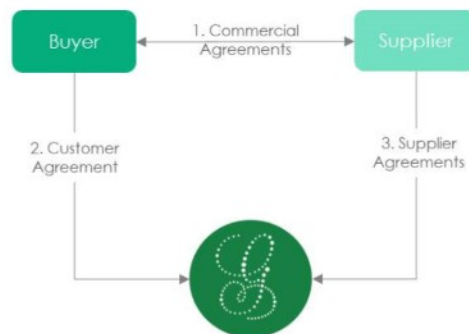 Buyer
1. Commercial
Agreements
Supplier
2. Customer
Agreement
3. Supplier
Agreements